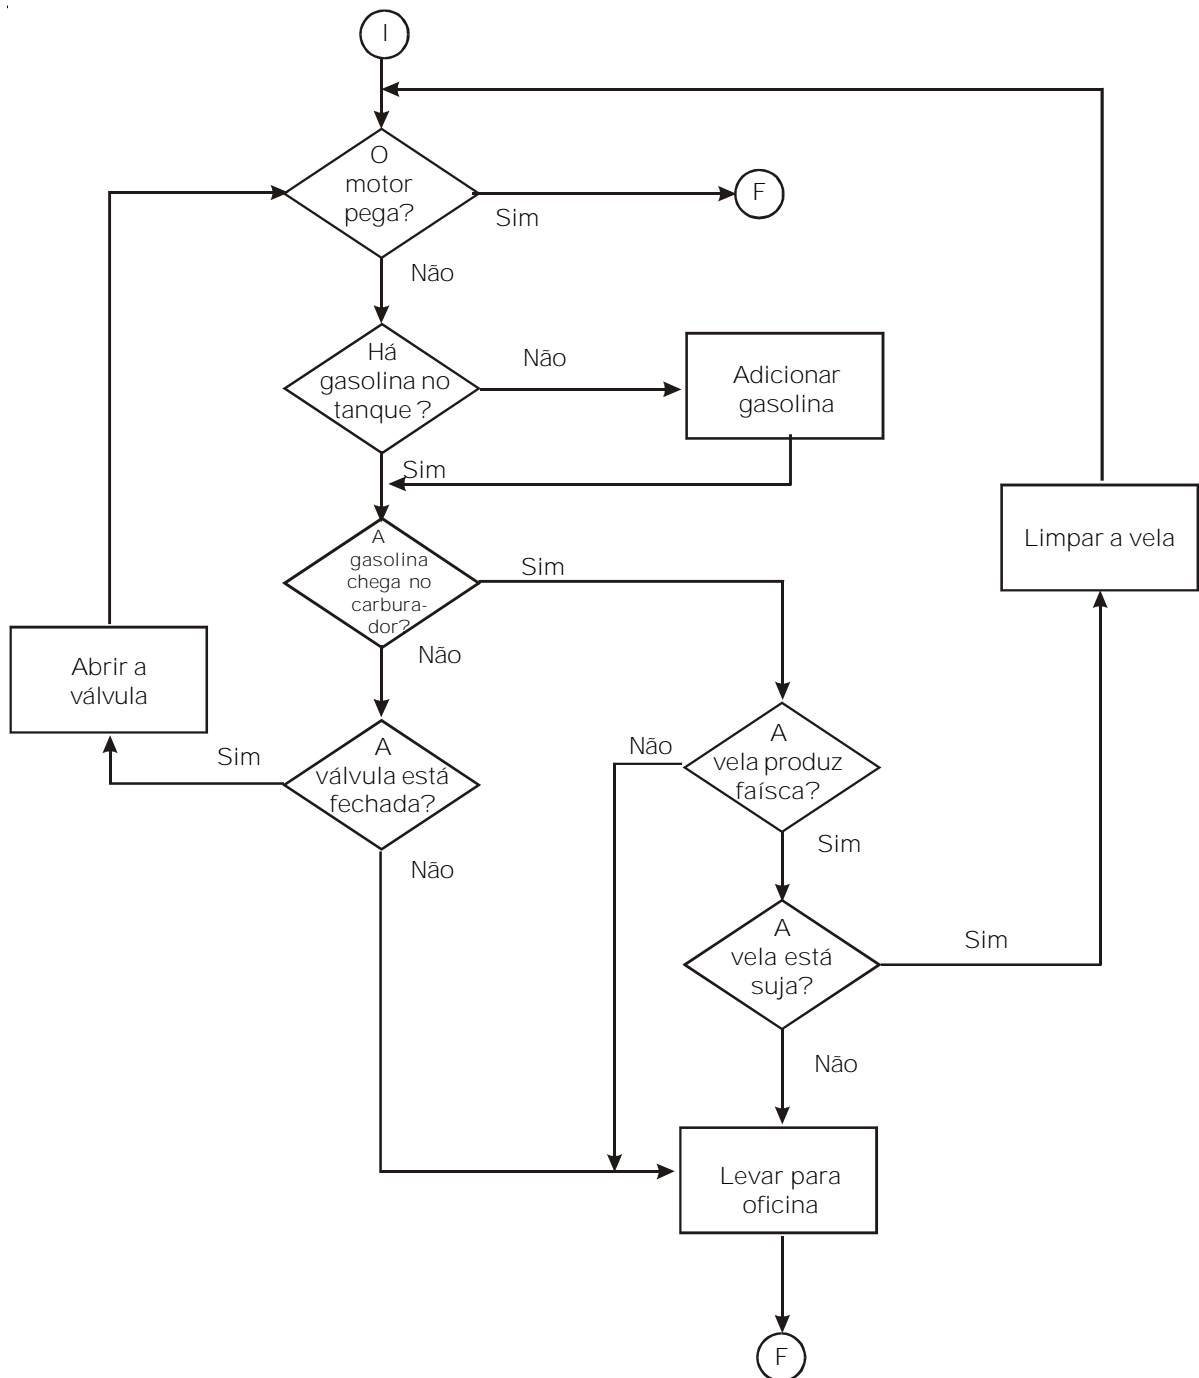 I
O
motor
pega?
Sim
F
Não
Há
gasolina no
tanque ?
Não
Adicionar
gasolina
Sim
A
gasolina
chega no
carbura-
dor?
Sim
Limpar a vela
Não
Abrir a
válvula
A
válvula está
fechada?
Sim
Não
A
vela produz
faísca?
Não
Sim
A
vela está
suja?
Sim
Não
Levar para
oficina
F